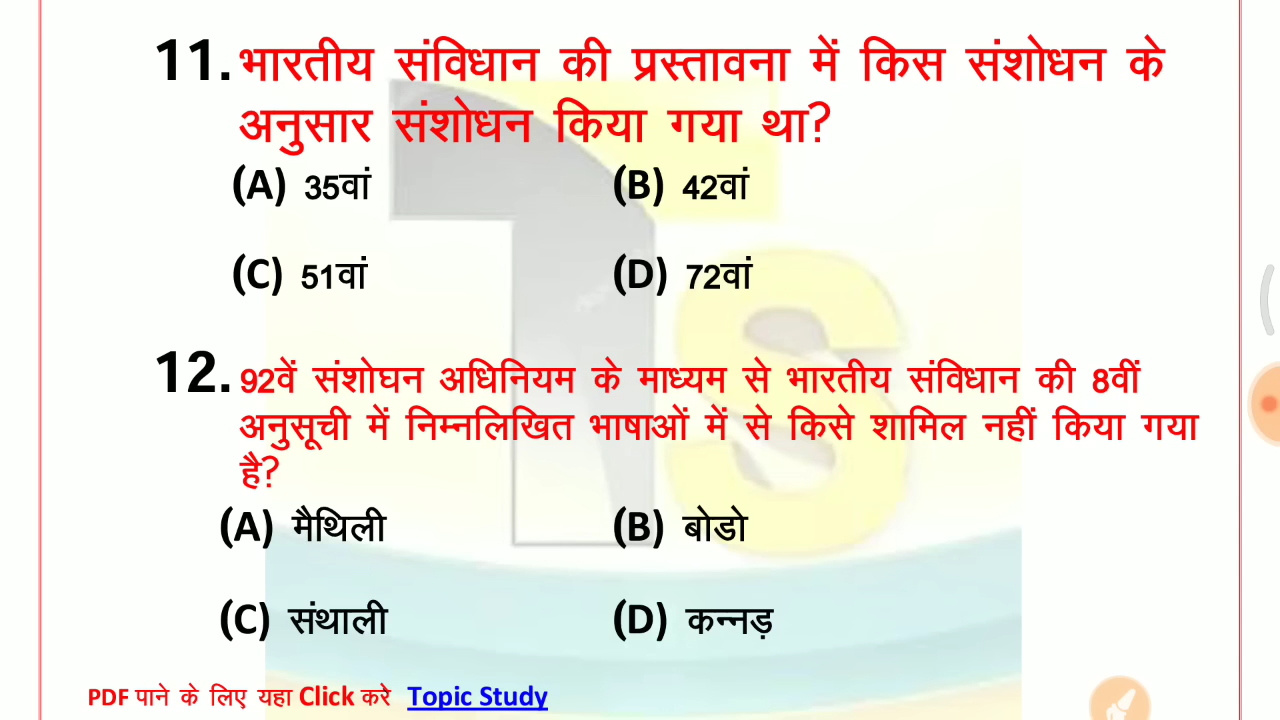 11. भारतीय संविधान की प्रस्तावना में किस संशोधन के
अनुसार संशोधन किया गया था?
(A) 35वां (B) 42वां
(C) 51वां (D) 72वां
12. 92वें संशोघन अधिनियम के माध्यम से भारतीय संविधान की 8वीं
अनुसूची में निम्नलिखित भाषाओं में से किसे शामिल नहीं किया गया
है?
(A) मैथिली (B) बोडो
(C) संथाली (D) कन्नड़
PDF पाने के लिए यहा Click करे Topic Study
Ts